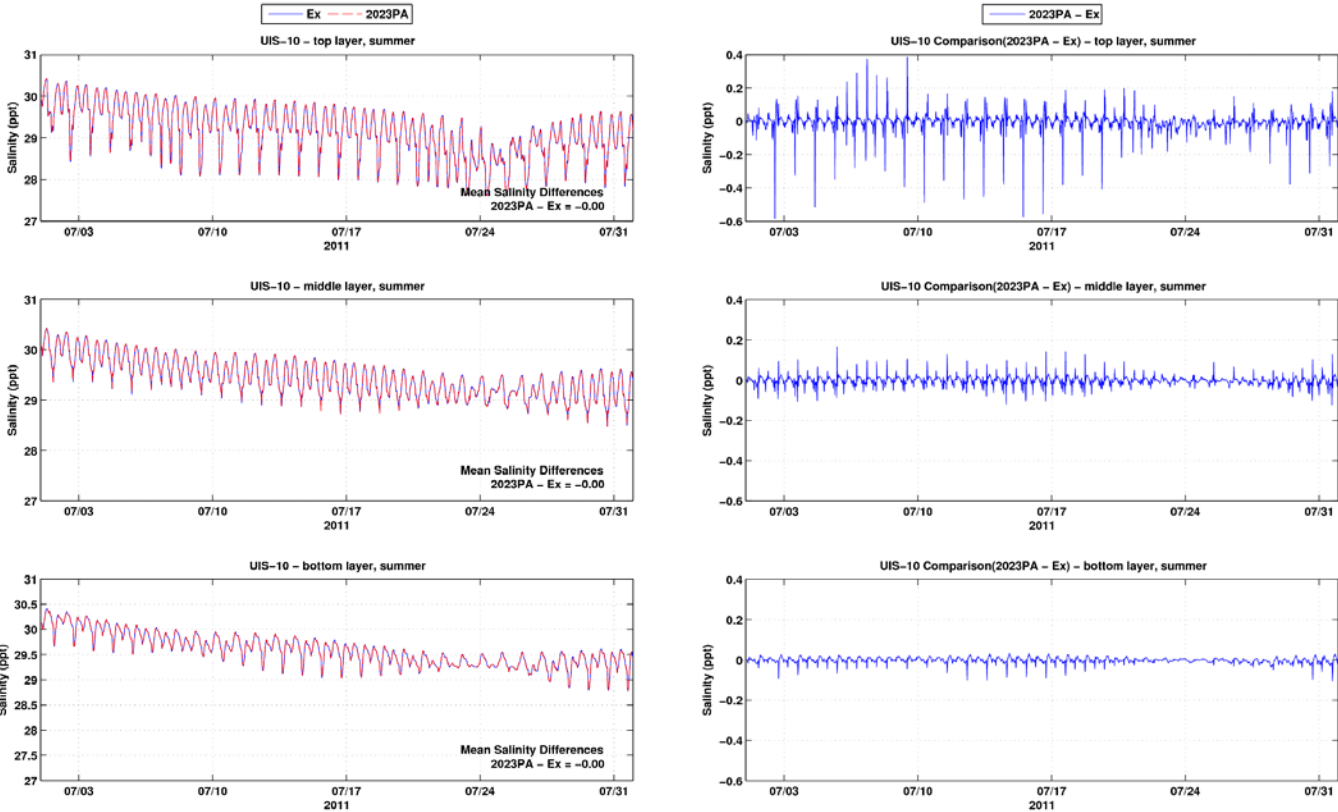 Ex 2023PA
UIS−10 − top layer, summer
31
30
29
28
27
Salinity (ppt)
Mean Salinity Differences
2023PA − Ex = −0.00
07/03 07/10 07/17 07/24 07/31
2011
2023PA − Ex
UIS−10 Comparison(2023PA − Ex) − top layer, summer
0.4
0.2
0
−0.2
−0.4
−0.6
Salinity (ppt)
07/03 07/10 07/17 07/24 07/31
2011
UIS−10 − middle layer, summer
31
30
29
28
27
Salinity (ppt)
Mean Salinity Differences
2023PA − Ex = −0.00
07/03 07/10 07/17 07/24 07/31
2011
UIS−10 Comparison(2023PA − Ex) − middle layer, summer
0.4
0.2
0
−0.2
−0.4
−0.6
Salinity (ppt)
07/03 07/10 07/17 07/24 07/31
2011
UIS−10 − bottom layer, summer
31
30.5
30
29.5
29
28.5
28
27.5
27
Salinity (ppt)
Mean Salinity Differences
2023PA − Ex = −0.00
07/03 07/10 07/17 07/24 07/31
2011
UIS−10 Comparison(2023PA − Ex) − bottom layer, summer
0.4
0.2
0
−0.2
−0.4
−0.6
Salinity (ppt)
07/03 07/10 07/17 07/24 07/31
2011